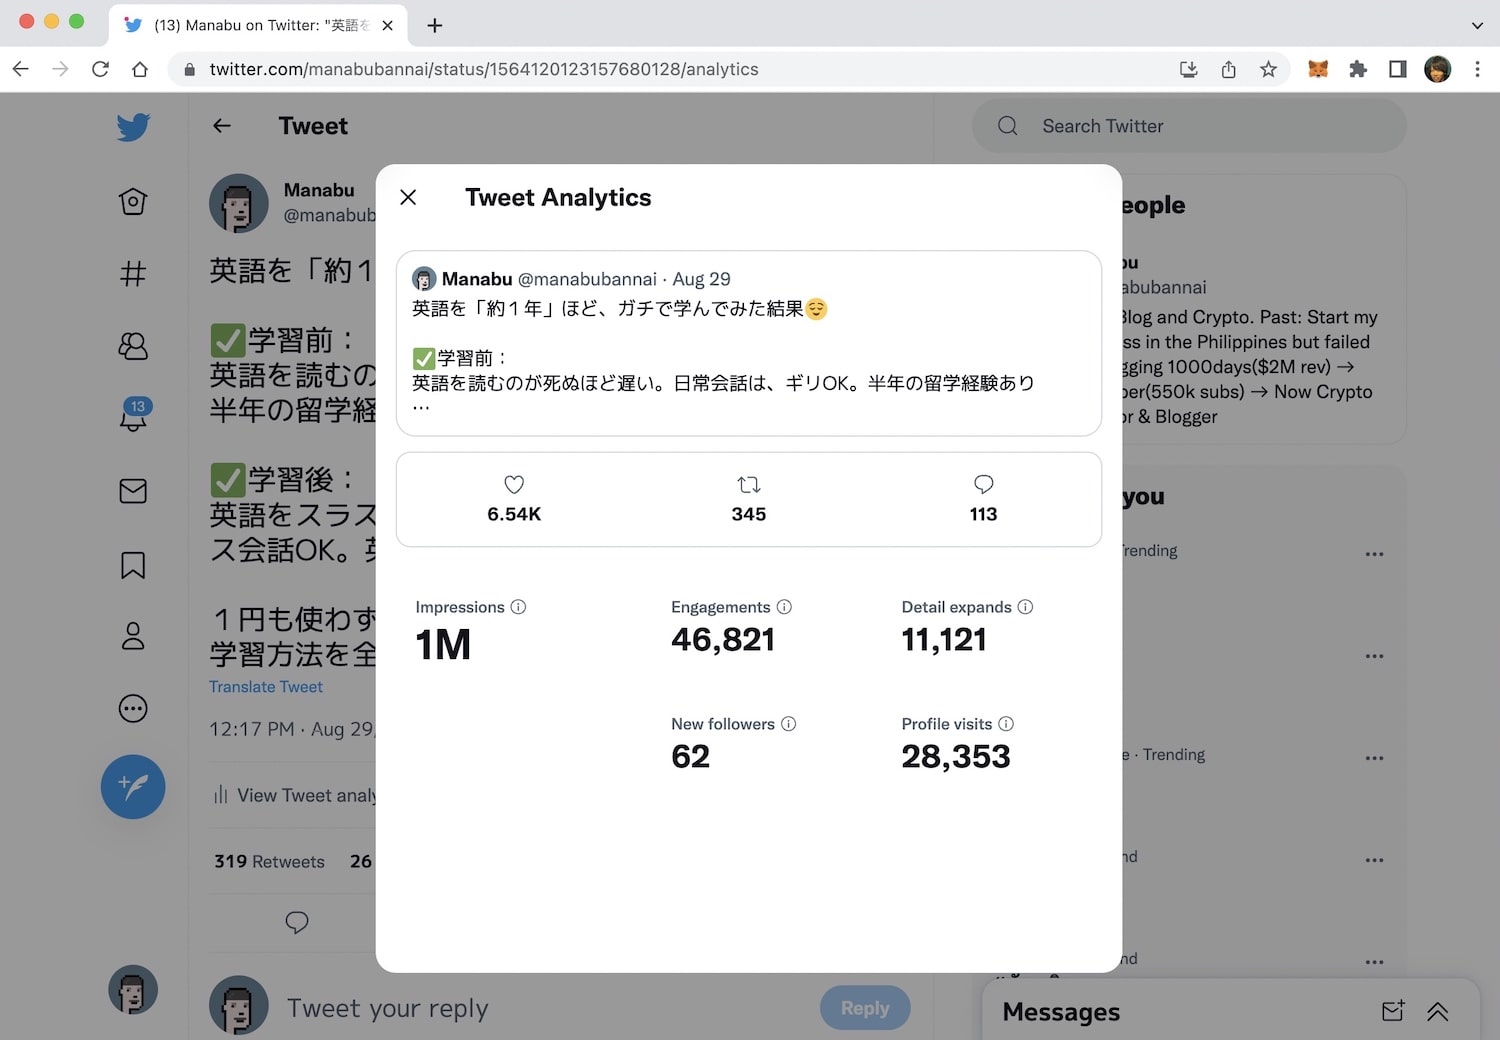 (13) Manabu on Twitter: "英語を
twitter.com/manabubannai/status/1564120123157680128/analytics
Tweet
Search Twitter
Manabu
@manabub
英語を「約１
✅学習前：
英語を読むの
半年の留学経
✅学習後：
英語をスラス
ス会話OK。英
１円も使わず
学習方法を全
Translate Tweet
12:17 PM · Aug 29,
View Tweet analy
319 Retweets 26
13
Tweet your reply
Reply
Tweet Analytics
Manabu @manabubannai · Aug 29
英語を「約１年」ほど、ガチで学んでみた結果😌
✅学習前：
英語を読むのが死ぬほど遅い。日常会話は、ギリOK。半年の留学経験あり
…
6.54K
345
113
Impressions
1M
Engagements
46,821
Detail expands
11,121
New followers
62
Profile visits
28,353
eople
bu
abubannai
Blog and Crypto. Past: Start my
ss in the Philippines but failed
gging 1000days($2M rev) →
ber(550k subs) → Now Crypto
or & Blogger
you
Trending
e · Trending
nd
nd
Messages